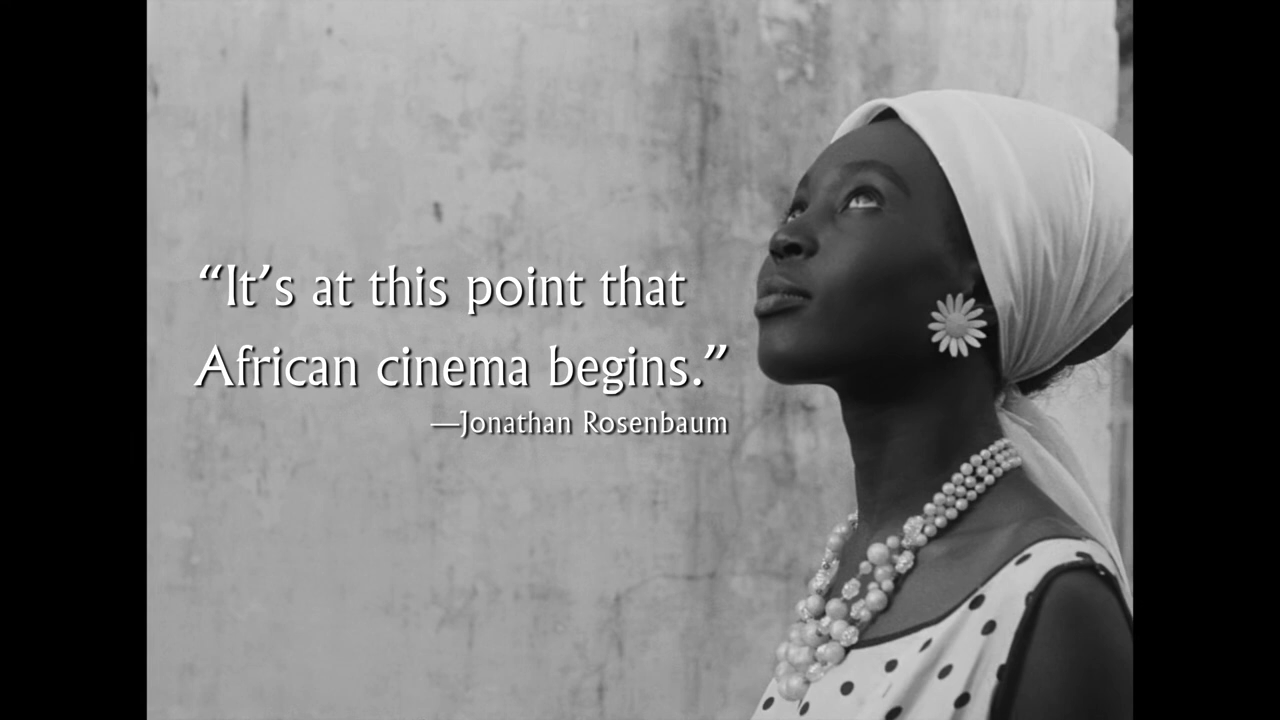 “It’s at this point that
African cinema begins.”
—Jonathan Rosenbaum